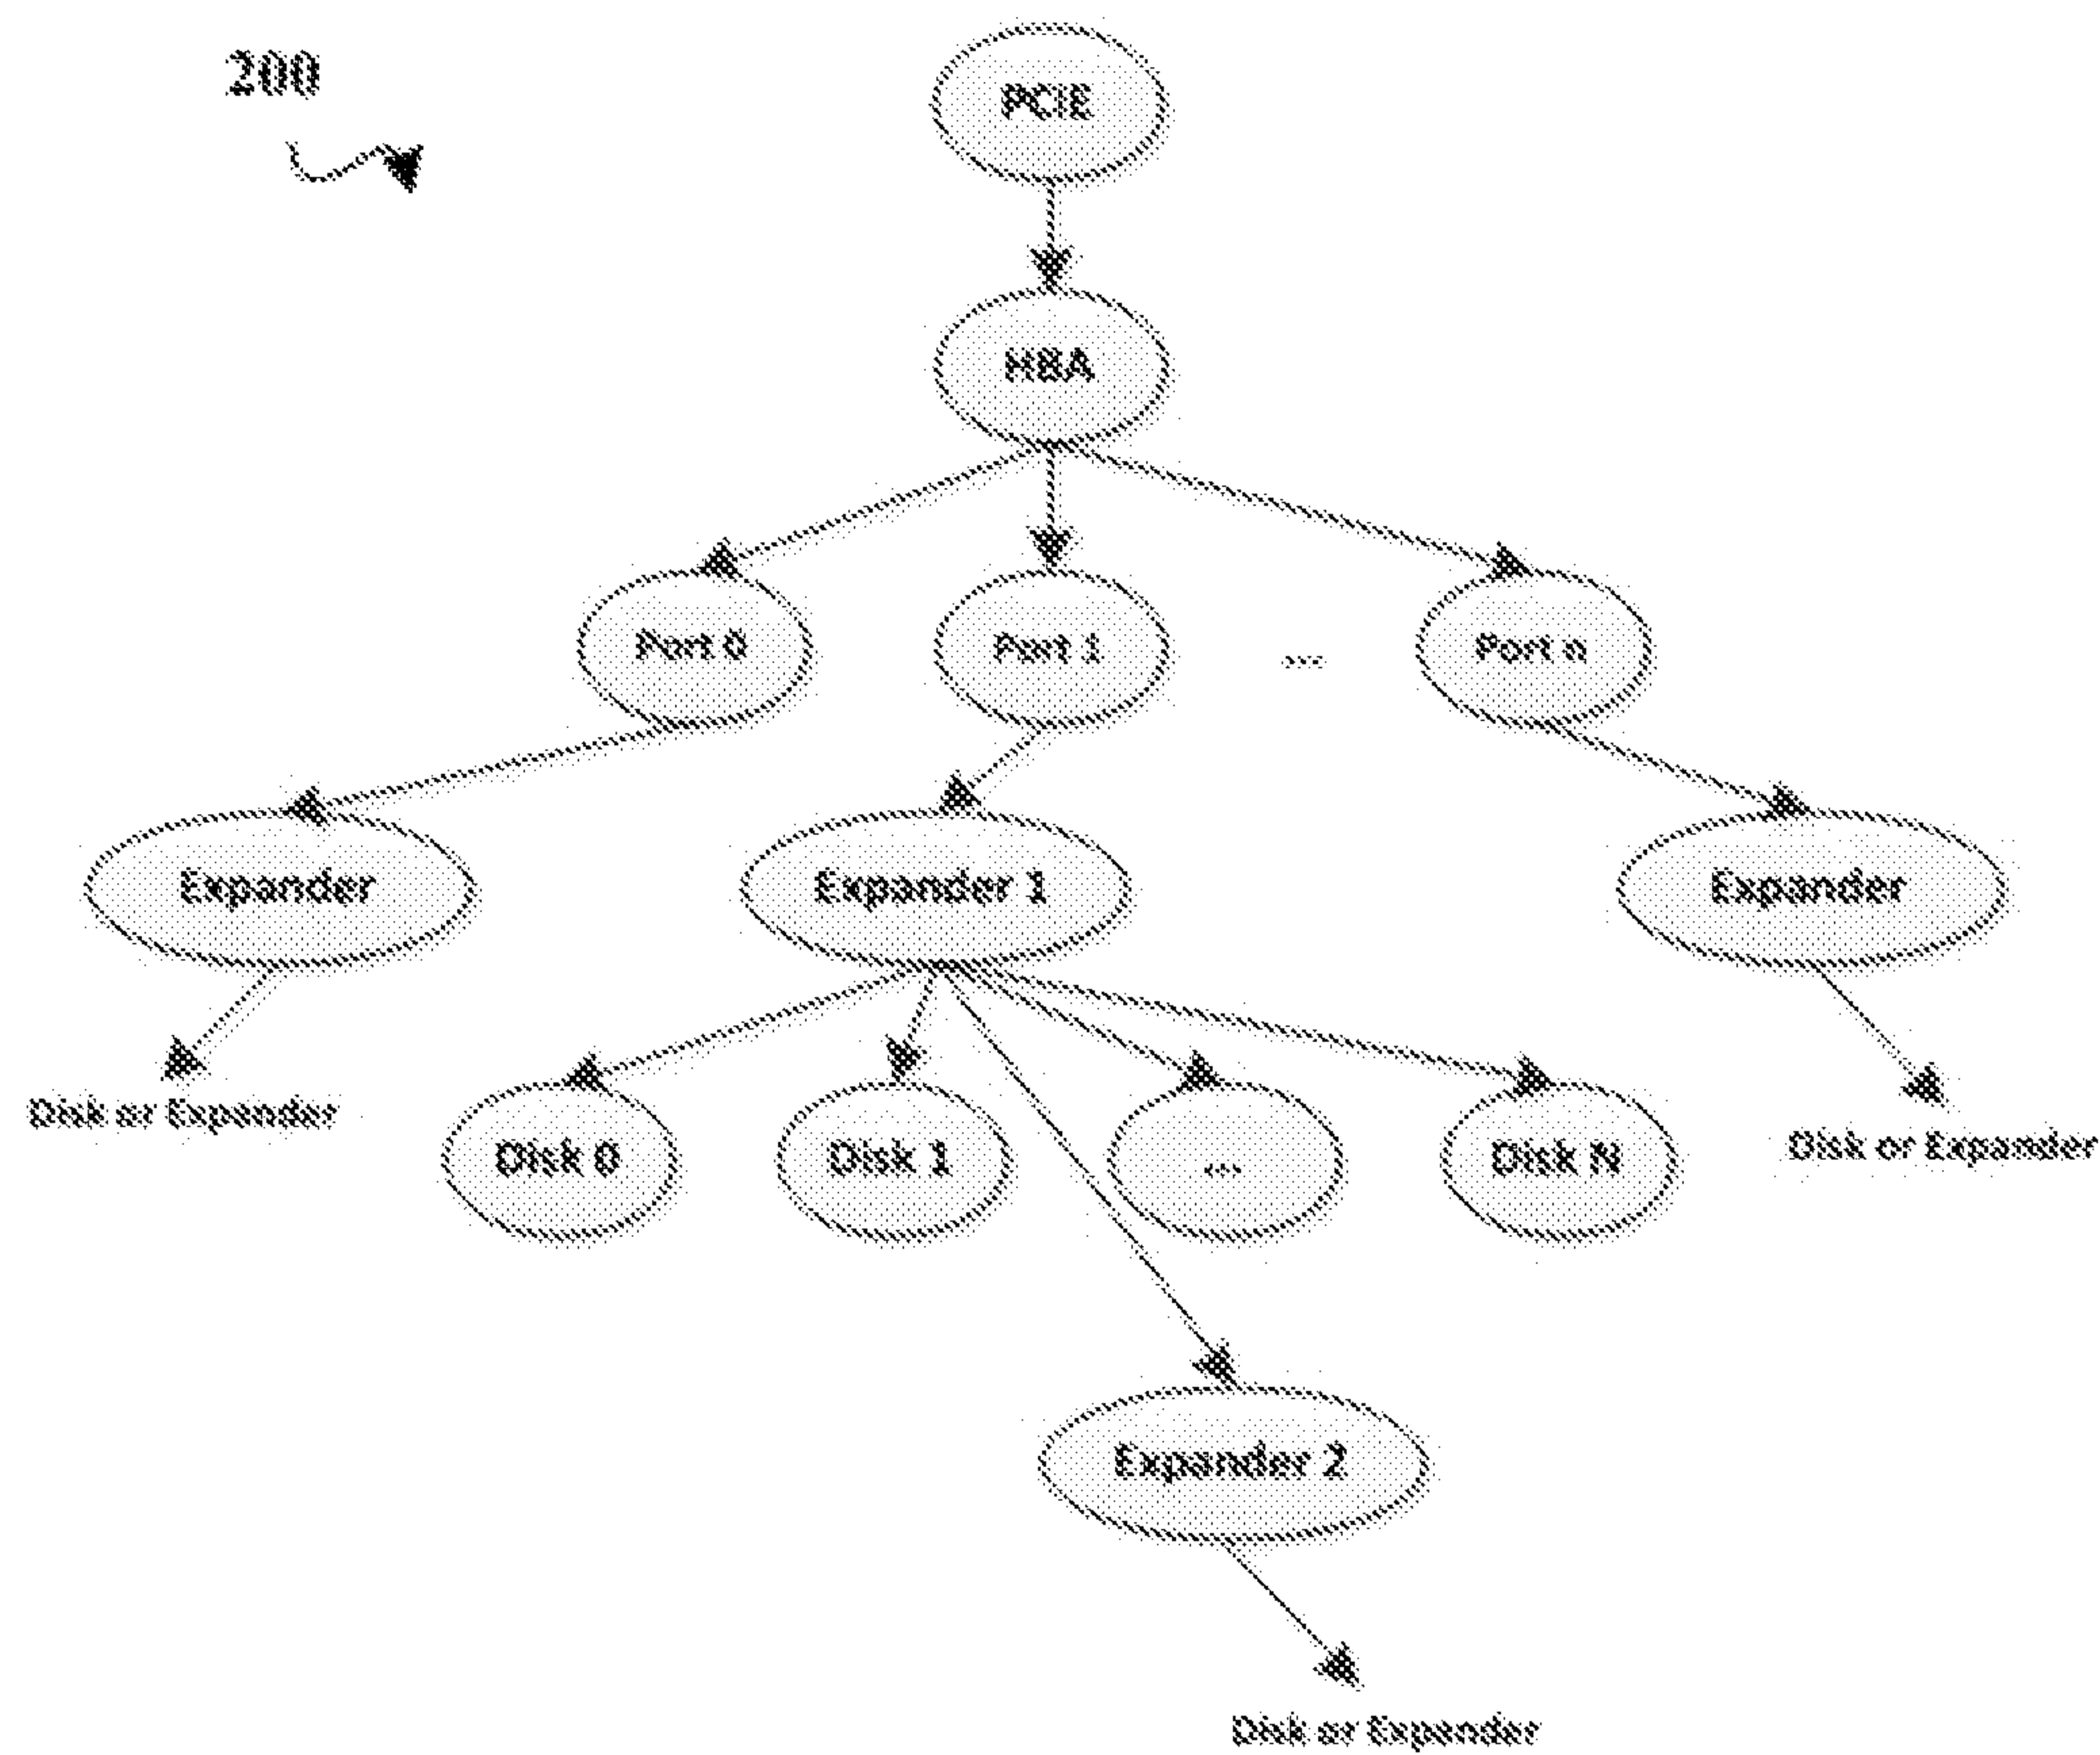 200
PCIE
HBA
Port 0
Port 1
...
Port n
Expander
Expander 1
Expander
Disk or Expander
Disk 0
Disk 1
...
Disk N
Disk or Expander
Expander 2
Disk or Expander